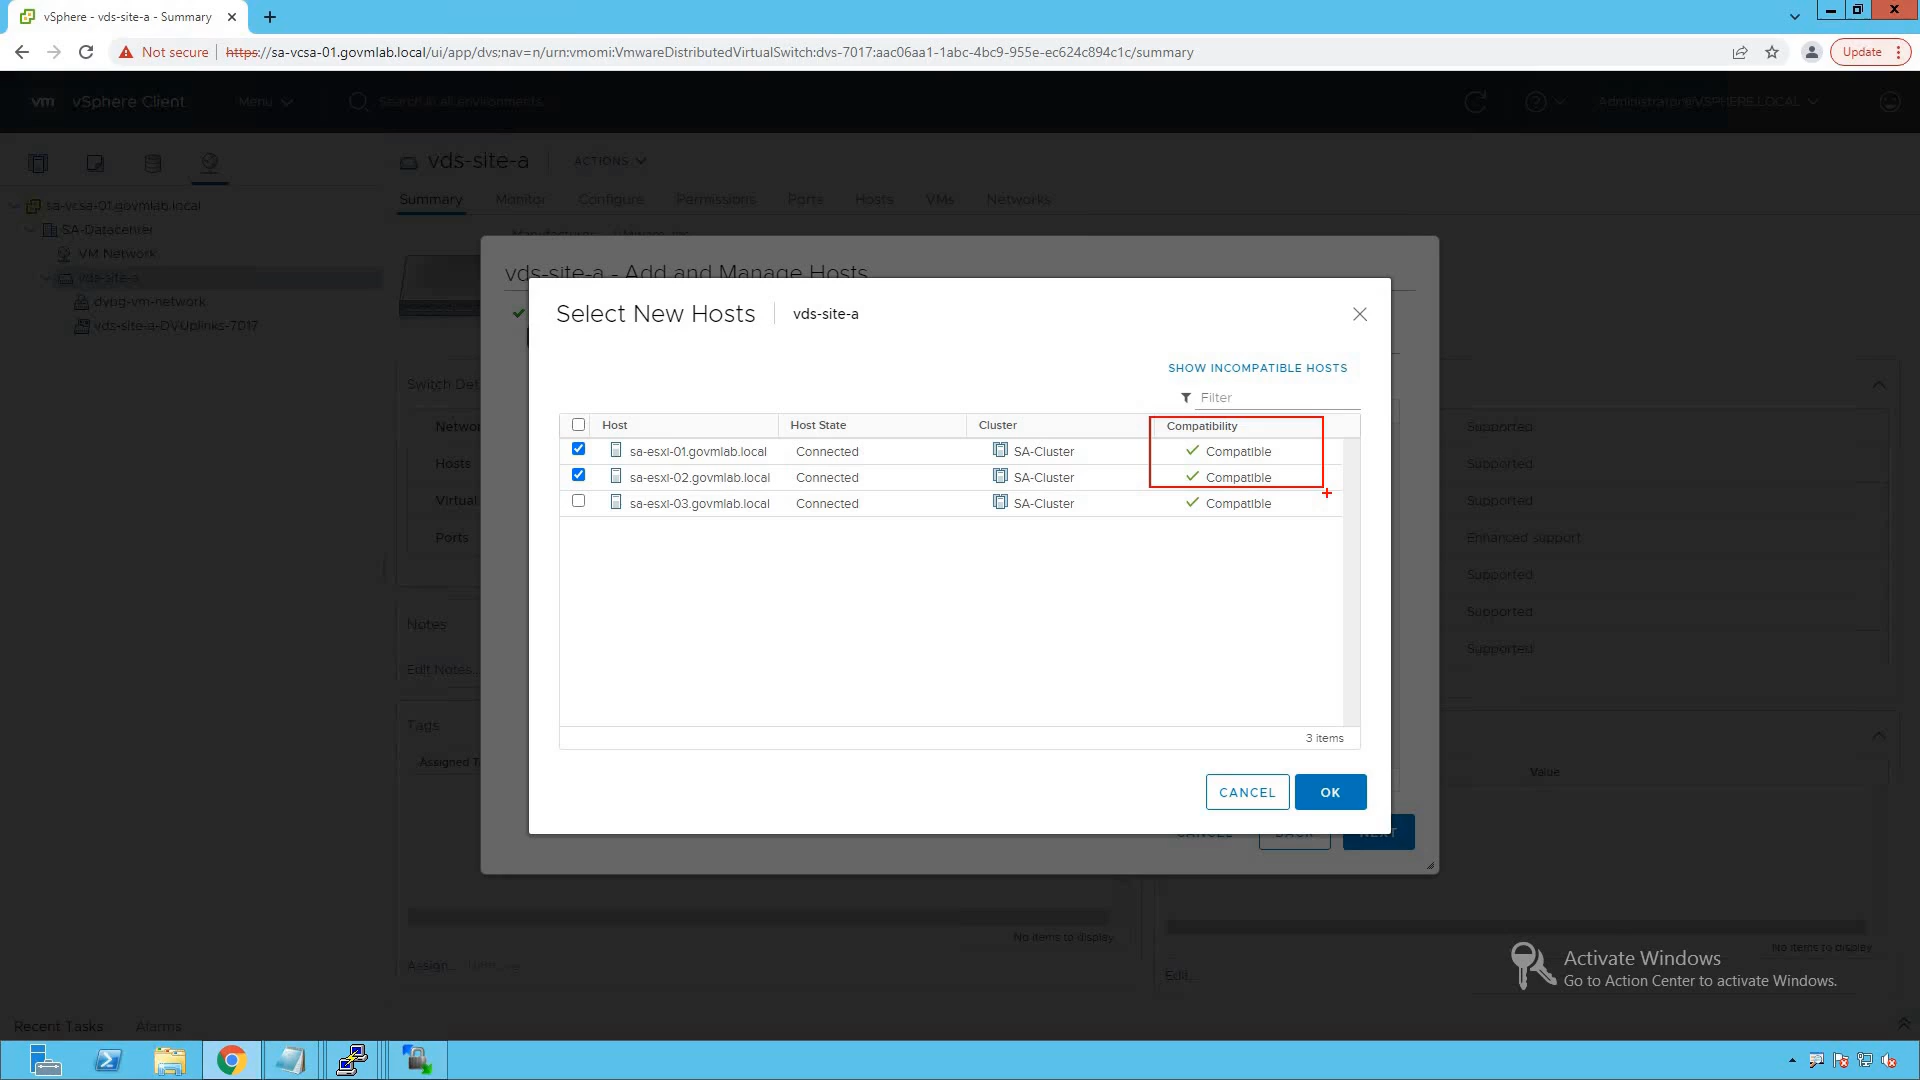 vSphere - vds-site-a - Summary
Not secure
https://sa-vcsa-01.govmlab.local/ui/app/dvs;nav=n/urn:vmomi:VmwareDistributedVirtualSwitch:dvs-7017:aac06aa1-1abc-4bc9-955e-ec624c894c1c/summary
Update
vm vSphere Client
Menu
Search in all environments
Administrator@VSPHERE.LOCAL
sa-vcsa-01.govmlab.local
SA-Datacenter
VM Network
vds-site-a
dvpg-vm-network
vds-site-a-DVUplinks-7017
vds-site-a
ACTIONS
Summary Monitor Configure Permissions Ports Hosts VMs Networks
Manufacturer
vds-site-a - Add and Manage Hosts
Select New Hosts
vds-site-a
SHOW INCOMPATIBLE HOSTS
Filter
Host Host State Cluster Compatibility
sa-esxi-01.govmlab.local Connected SA-Cluster Compatible
sa-esxi-02.govmlab.local Connected SA-Cluster Compatible
sa-esxi-03.govmlab.local Connected SA-Cluster Compatible
3 items
CANCEL OK
CANCEL BACK NEXT
Switch Det
Networ
Hosts
Virtual
Ports
Supported
Supported
Supported
Enhanced support
Supported
Supported
Supported
Notes
Edit Notes...
Tags
Assigned T
Value
No items to display
No items to display
Assign...
Remove
Edit...
Activate Windows
Go to Action Center to activate Windows.
Recent Tasks Alarms